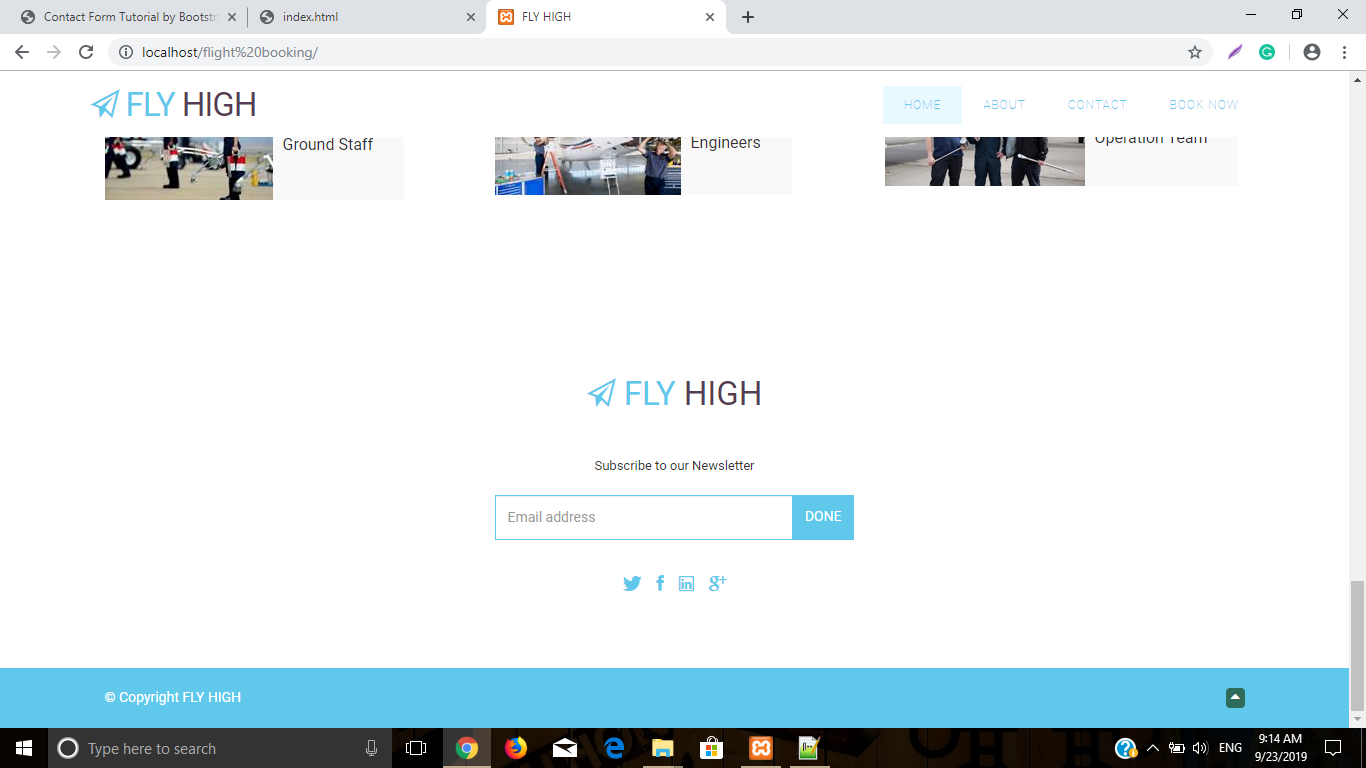 Contact Form Tutorial by Bootstr
index.html
FLY HIGH
localhost/flight%20booking/
FLY HIGH
HOME ABOUT CONTACT BOOK NOW
Ground Staff
Engineers
Operation Team
FLY HIGH
Subscribe to our Newsletter
Email address
DONE
© Copyright FLY HIGH
Type here to search
ENG
9:14 AM
9/23/2019